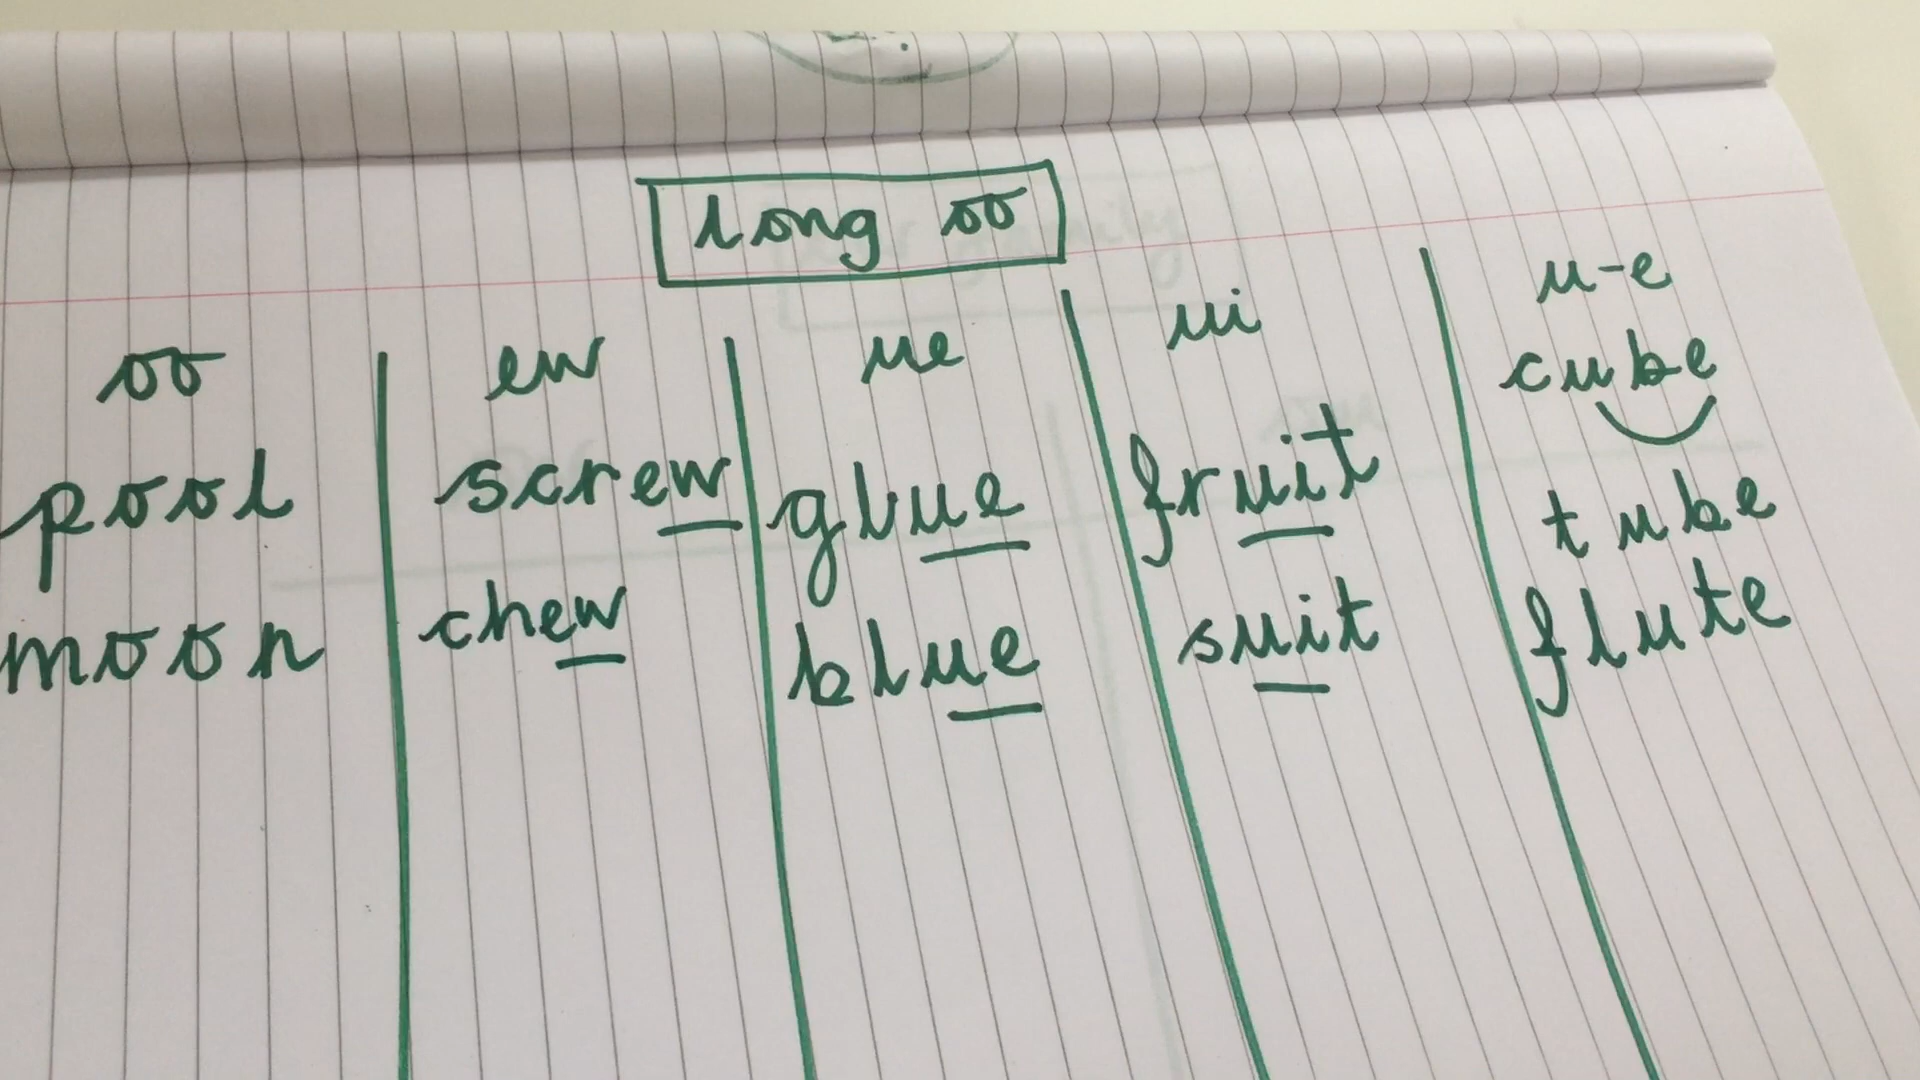 long oo
oo ew ue ui u-e
cube
pool screw glue fruit tube
moon chew blue suit flute